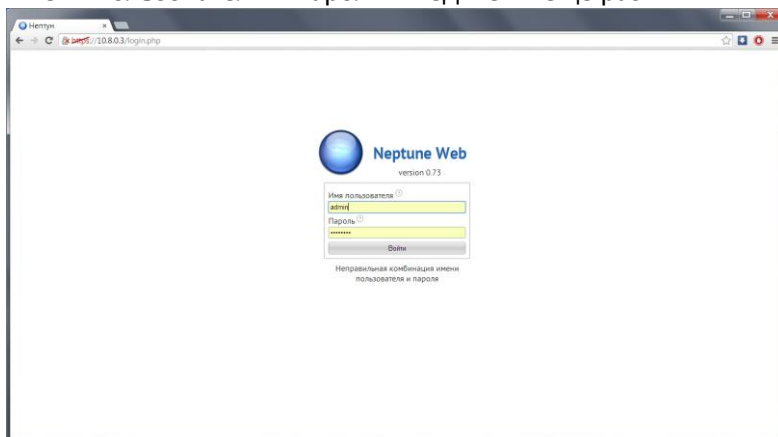 Нептун
https://10.8.0.3/login.php
Neptune Web
version 0.73
Имя пользователя ?
admin
Пароль ?
••••••••
Войти
Неправильная комбинация имени
пользователя и пароля